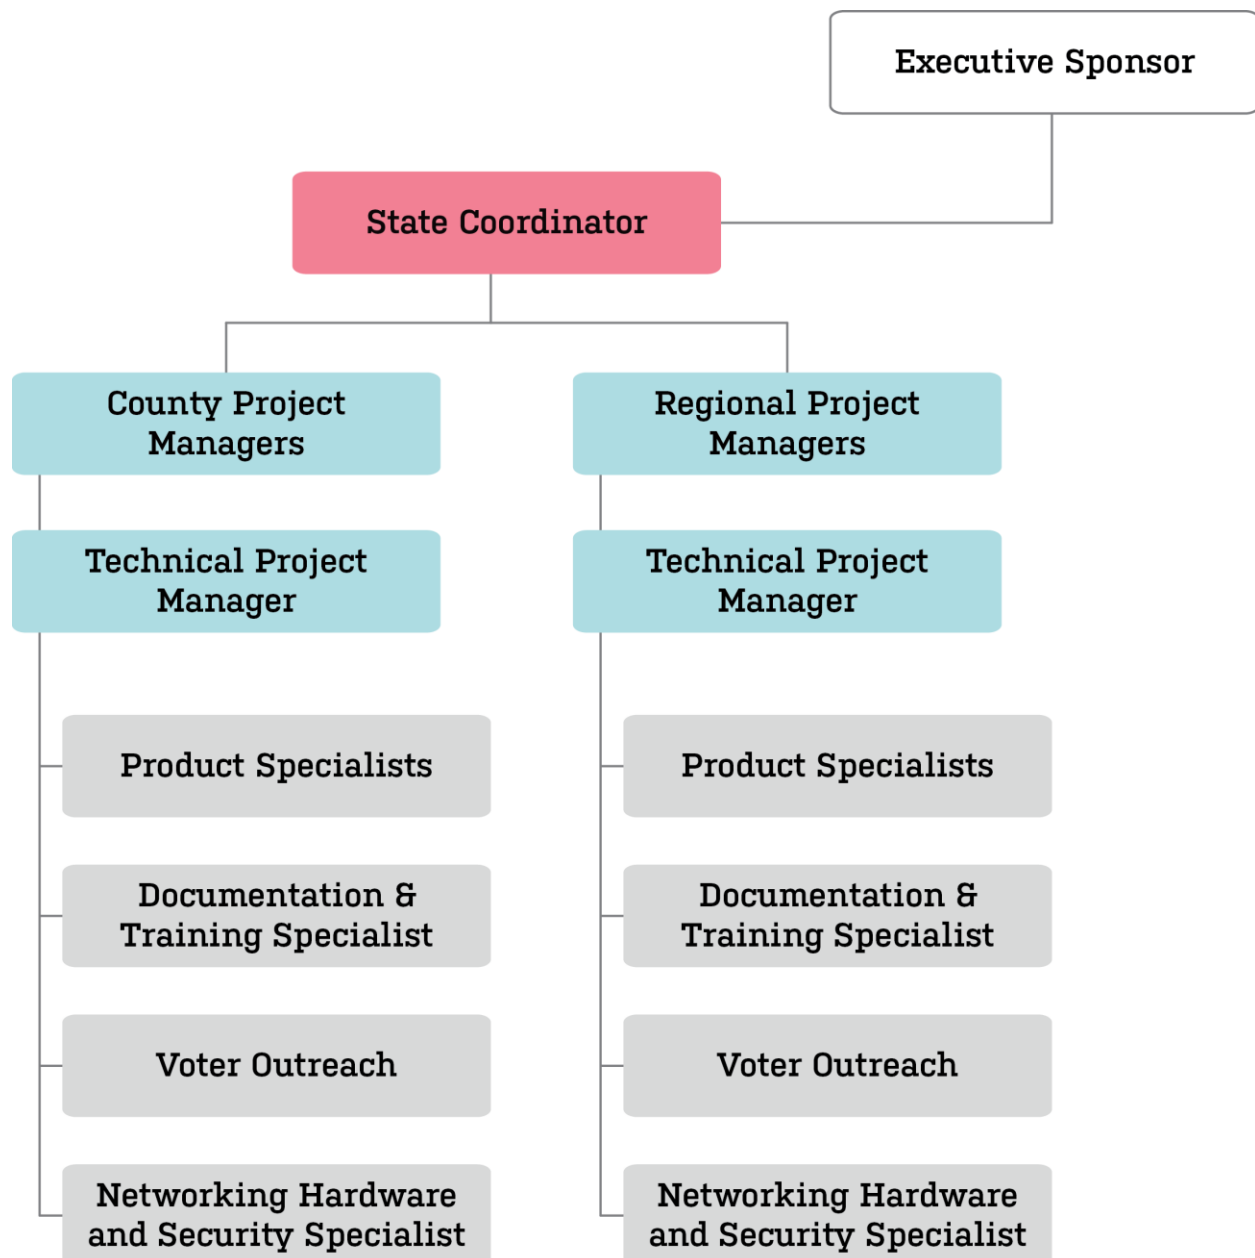 Executive Sponsor
State Coordinator
County Project
Managers
Technical Project
Manager
Product Specialists
Documentation &
Training Specialist
Voter Outreach
Networking Hardware
and Security Specialist
Regional Project
Managers
Technical Project
Manager
Product Specialists
Documentation &
Training Specialist
Voter Outreach
Networking Hardware
and Security Specialist